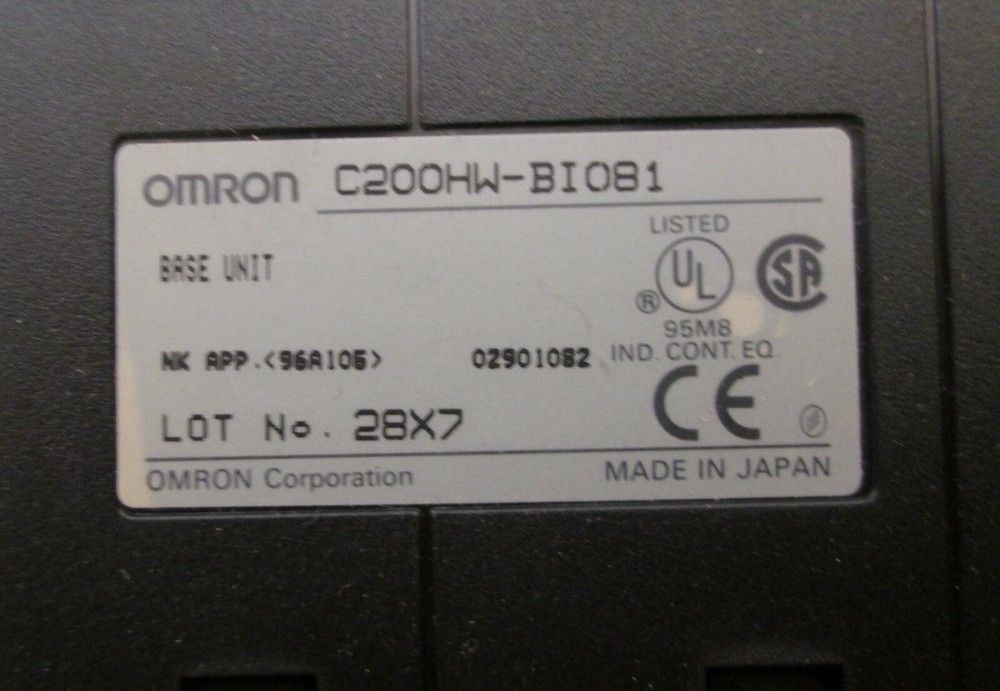 OMRON C200HW-BI081
LISTED
BASE UNIT
UL
SA
®
95M8
NK APP.<96A105> 02901082 IND. CONT. EQ.
CE
LOT No. 28X7
OMRON Corporation MADE IN JAPAN